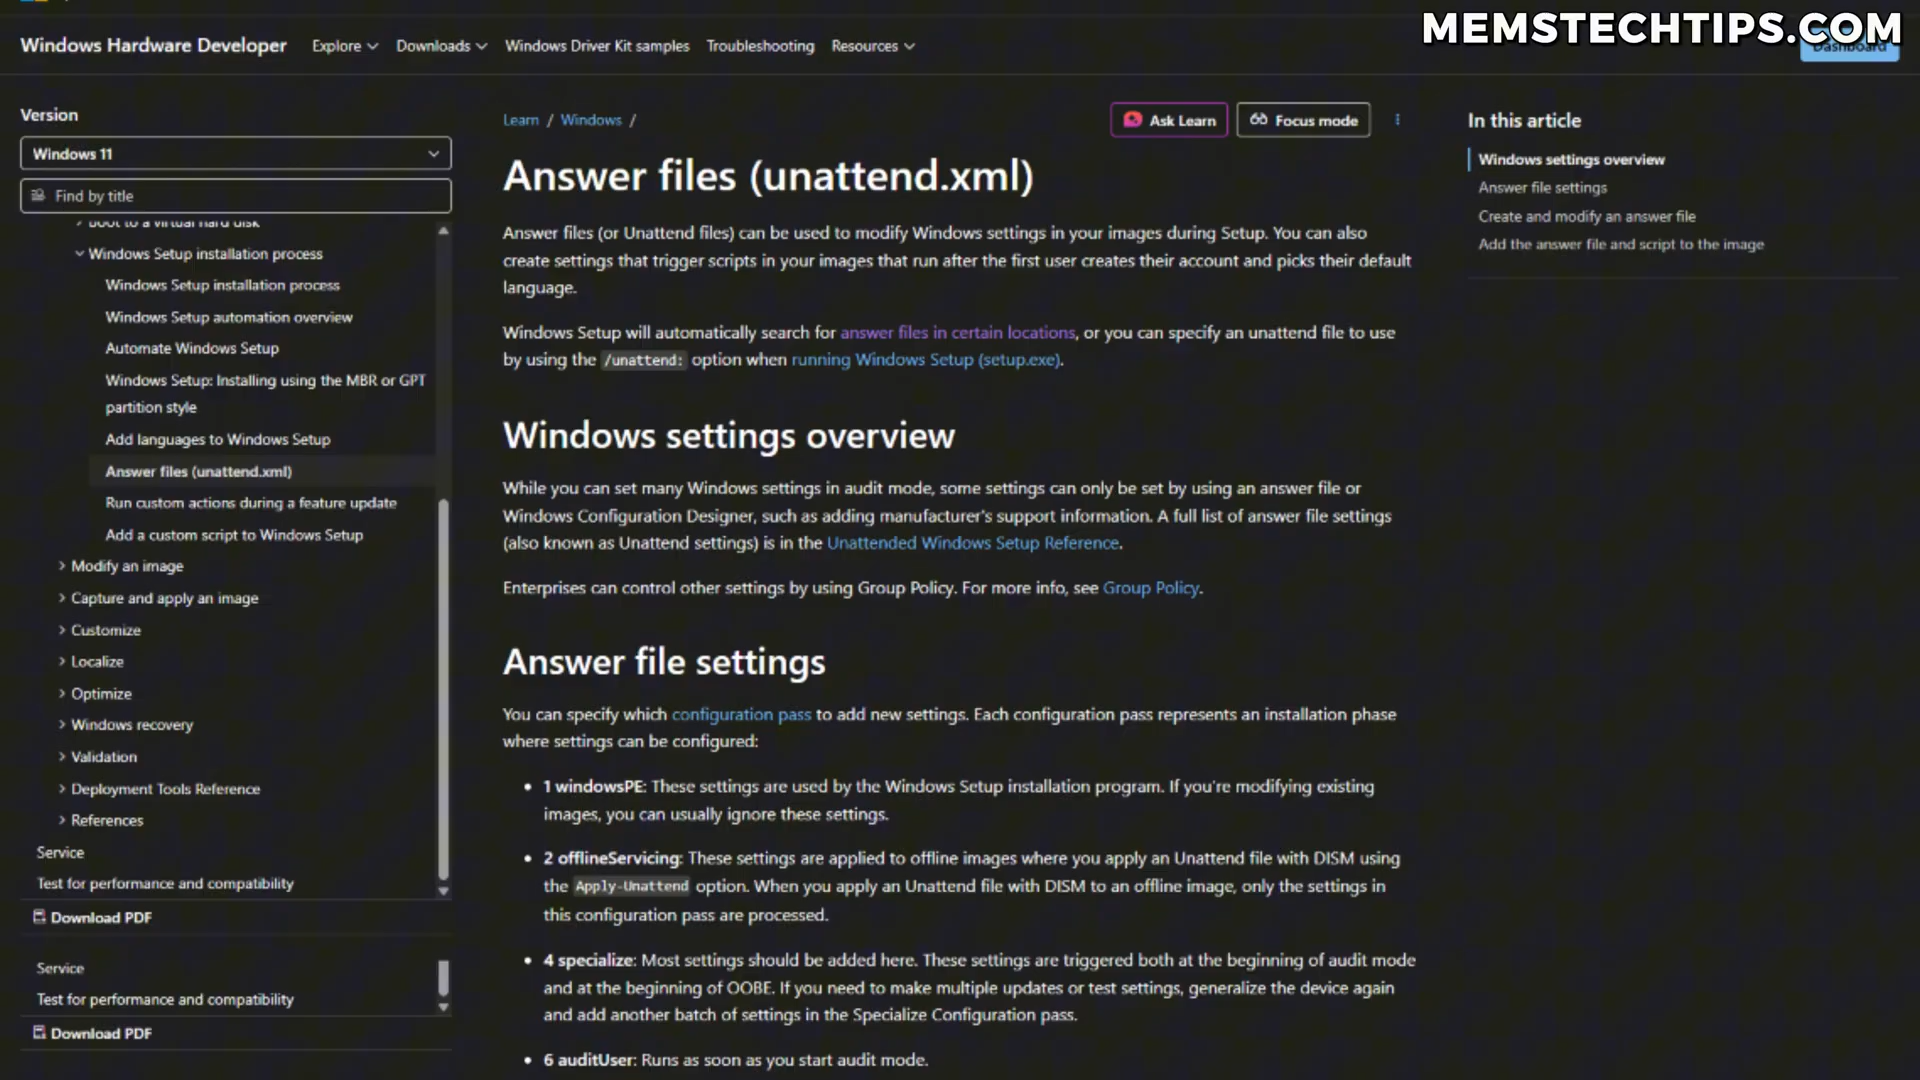 MEMSTECHTIPS.COM
Windows Hardware Developer
Explore
Downloads
Windows Driver Kit samples
Troubleshooting
Resources
Dashboard
Version
Windows 11
Find by title
Boot to a virtual hard disk
Windows Setup installation process
Windows Setup installation process
Windows Setup automation overview
Automate Windows Setup
Windows Setup: Installing using the MBR or GPT
partition style
Add languages to Windows Setup
Answer files (unattend.xml)
Run custom actions during a feature update
Add a custom script to Windows Setup
Modify an image
Capture and apply an image
Customize
Localize
Optimize
Windows recovery
Validation
Deployment Tools Reference
References
Service
Test for performance and compatibility
Download PDF
Service
Test for performance and compatibility
Download PDF
Learn / Windows /
Ask Learn
Focus mode
Answer files (unattend.xml)
Answer files (or Unattend files) can be used to modify Windows settings in your images during Setup. You can also
create settings that trigger scripts in your images that run after the first user creates their account and picks their default
language.
Windows Setup will automatically search for answer files in certain locations, or you can specify an unattend file to use
by using the /unattend: option when running Windows Setup (setup.exe).
Windows settings overview
While you can set many Windows settings in audit mode, some settings can only be set by using an answer file or
Windows Configuration Designer, such as adding manufacturer's support information. A full list of answer file settings
(also known as Unattend settings) is in the Unattended Windows Setup Reference.
Enterprises can control other settings by using Group Policy. For more info, see Group Policy.
Answer file settings
You can specify which configuration pass to add new settings. Each configuration pass represents an installation phase
where settings can be configured:
• 1 windowsPE: These settings are used by the Windows Setup installation program. If you're modifying existing
images, you can usually ignore these settings.
• 2 offlineServicing: These settings are applied to offline images where you apply an Unattend file with DISM using
the Apply-Unattend option. When you apply an Unattend file with DISM to an offline image, only the settings in
this configuration pass are processed.
• 4 specialize: Most settings should be added here. These settings are triggered both at the beginning of audit mode
and at the beginning of OOBE. If you need to make multiple updates or test settings, generalize the device again
and add another batch of settings in the Specialize Configuration pass.
• 6 auditUser: Runs as soon as you start audit mode.
In this article
Windows settings overview
Answer file settings
Create and modify an answer file
Add the answer file and script to the image